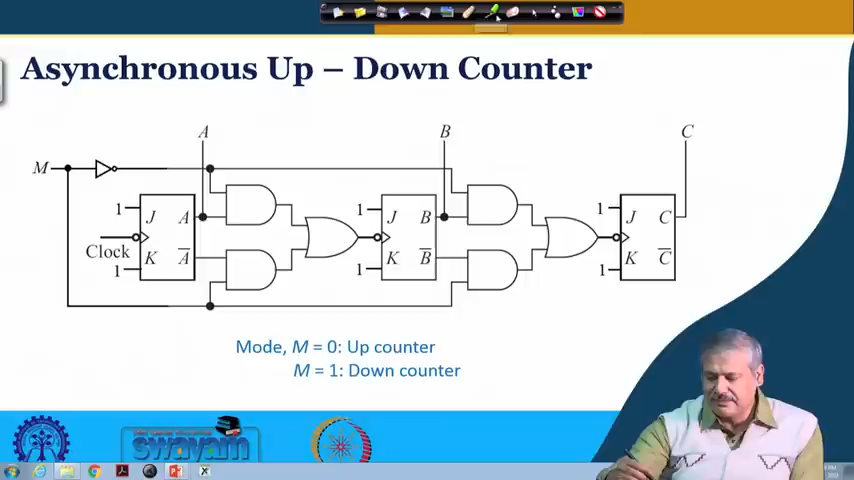 Asynchronous Up – Down Counter
A
B
C
M
1
J
A
Clock
K
A̅
1
1
J
B
K
B̅
1
1
J
C
K
C̅
1
Mode, M = 0: Up counter
M = 1: Down counter
swayam